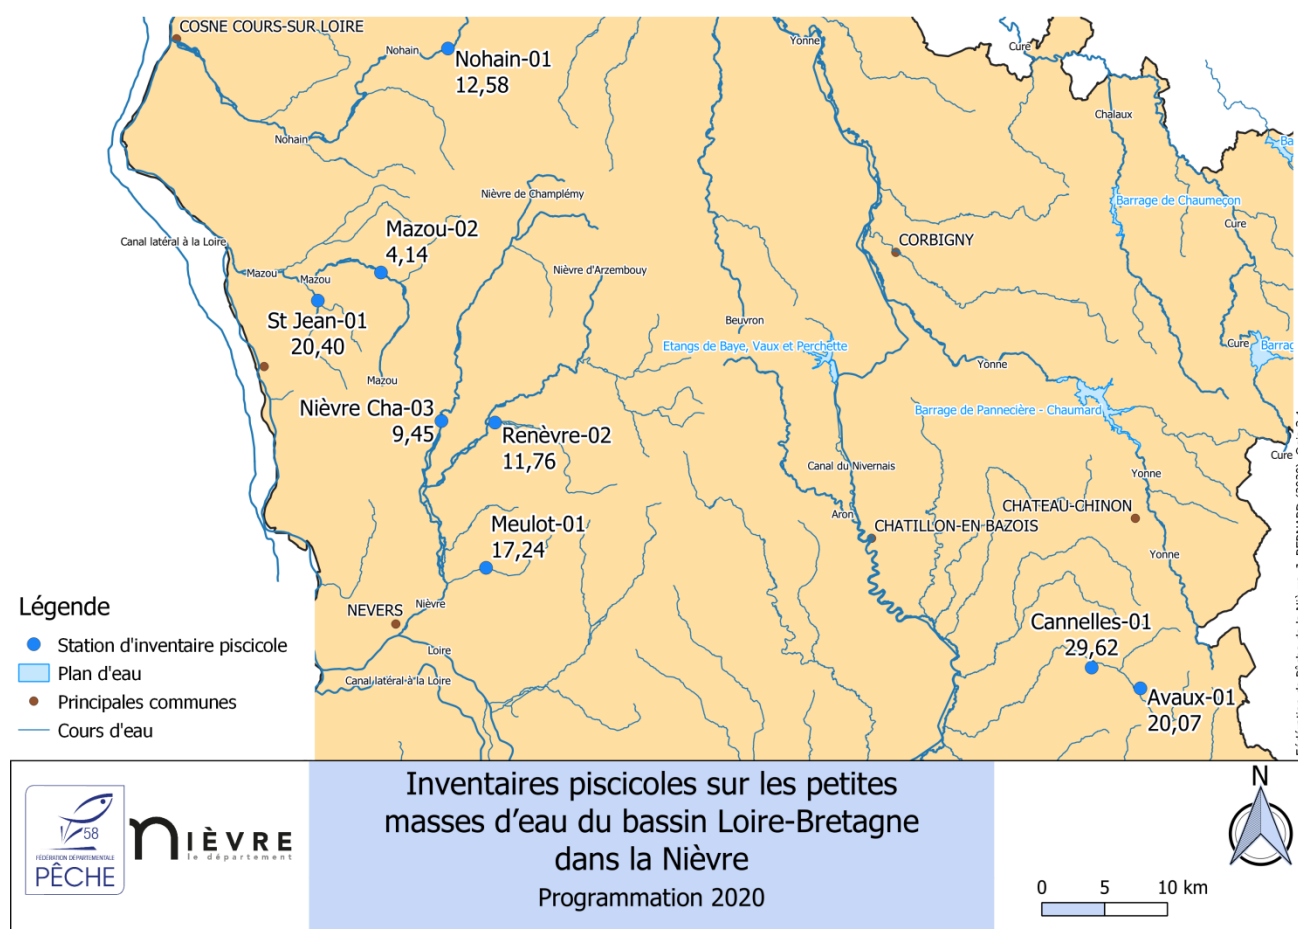 COSNE COURS-SUR LOIRE
Nohain
Nohain-01
12,58
Yonne
Cure
Chalaux
Nohain
Nièvre de Champlémy
Barrage de Chaumeçon
Cure
Canal latéral à la Loire
Mazou-02
4,14
CORBIGNY
Mazou
Mazou
Nièvre d'Arzembouy
St Jean-01
20,40
Beuvron
Etangs de Baye, Vaux et Perchette
Cure
Barrag
Yonne
Mazou
Nièvre Cha-03
9,45
Barrage de Pannecière - Chaumard
Renèvre-02
11,76
Cure
Canal du Nivernais
Yonne
CHATEAU-CHINON
Aron
CHATILLON-EN-BAZOIS
Meulot-01
17,24
Yonne
NEVERS
Nièvre
Cannelles-01
29,62
Loire
Canal latéral à la Loire
Avaux-01
20,07
Légende
Station d'inventaire piscicole
Plan d'eau
Principales communes
Cours d'eau
58
FÉDÉRATION DÉPARTEMENTALE
PÊCHE
NIÈVRE
le département
Inventaires piscicoles sur les petites
masses d'eau du bassin Loire-Bretagne
dans la Nièvre
Programmation 2020
N
0 5 10 km